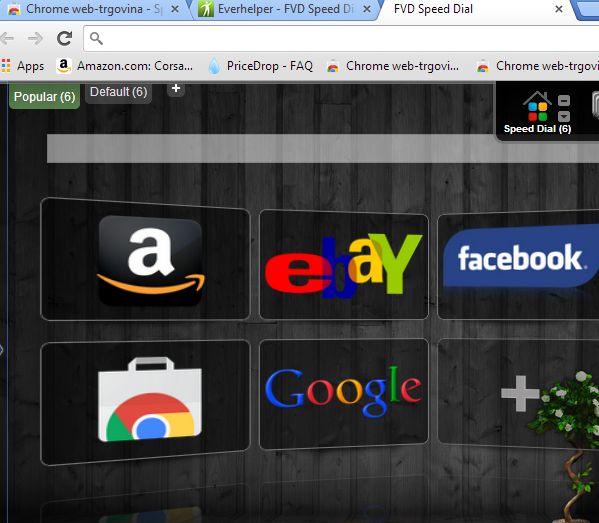 Chrome web-trgovina - Sp
Everhelper - FVD Speed Di
FVD Speed Dial
Apps
Amazon.com: Corsa...
PriceDrop - FAQ
Chrome web-trgovi...
Chrome web-trgovi
Popular (6)
Default (6)
+
Speed Dial (6)
a
ebay
facebook.
Google